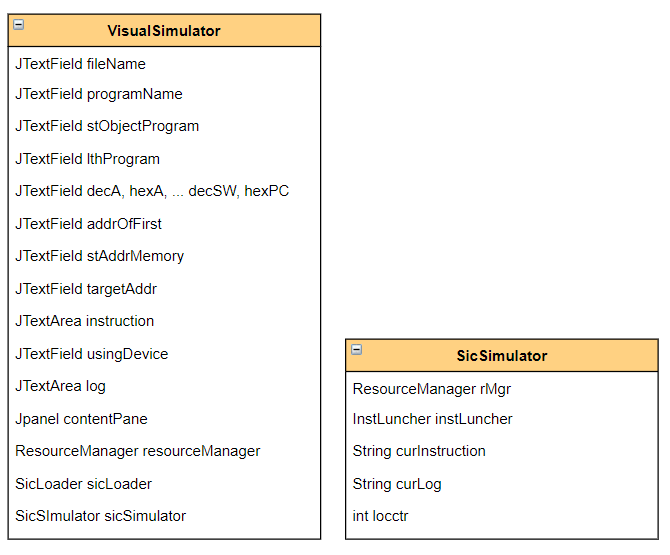 VisualSimulator
JTextField fileName
JTextField programName
JTextField stObjectProgram
JTextField lthProgram
JTextField decA, hexA, ... decSW, hexPC
JTextField addrOfFirst
JTextField stAddrMemory
JTextField targetAddr
JTextArea instruction
JTextField usingDevice
JTextArea log
Jpanel contentPane
ResourceManager resourceManager
SicLoader sicLoader
SicSImulator sicSimulator
SicSimulator
ResourceManager rMgr
InstLuncher instLuncher
String curInstruction
String curLog
int locctr